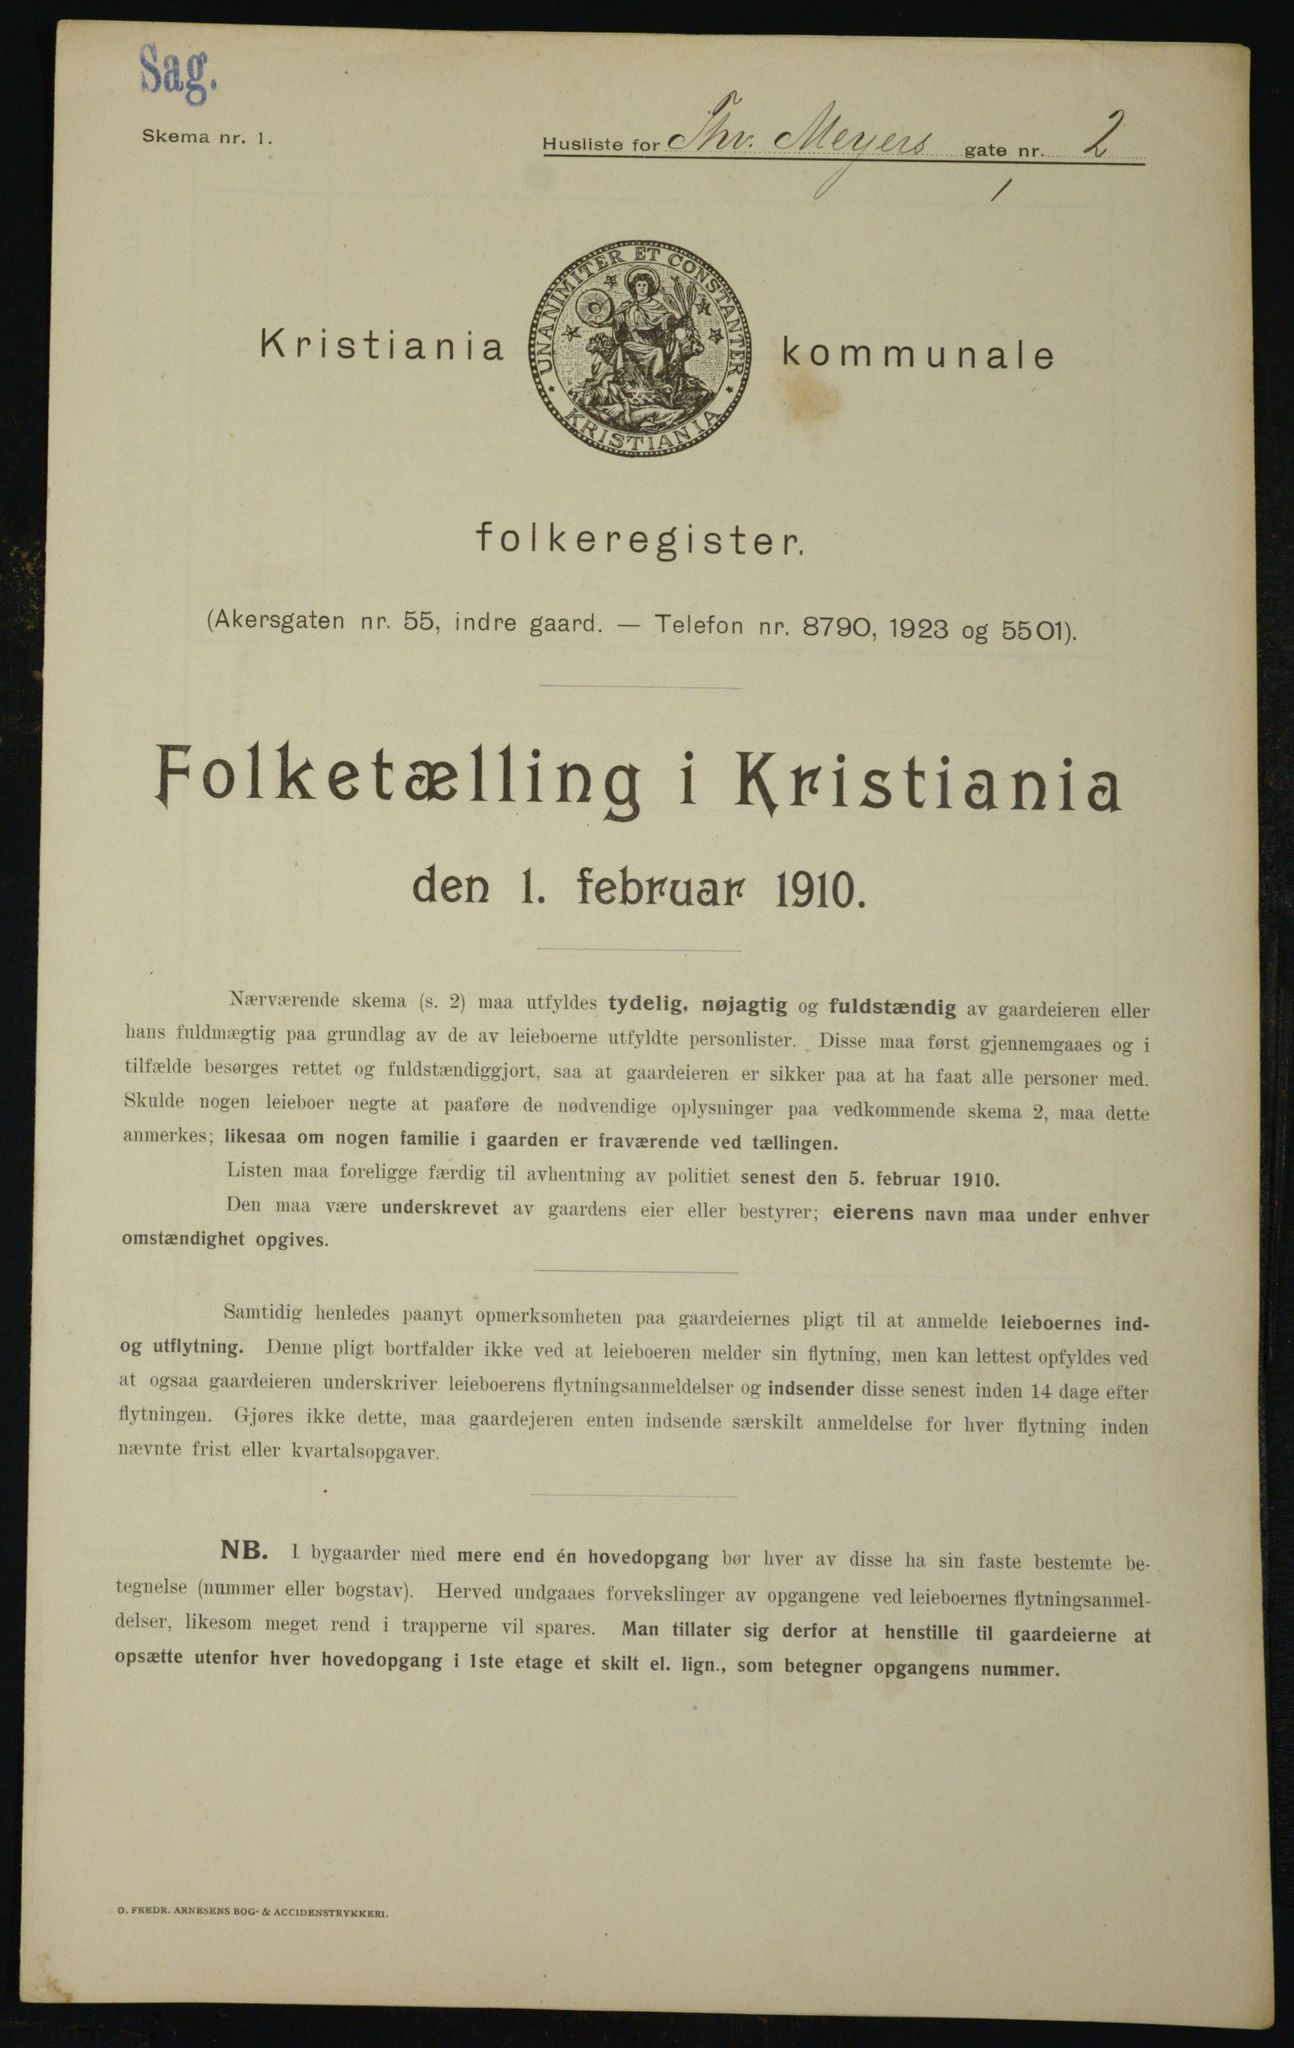 Sag.
Skema nr. 1.
Husliste for Thv. Meyers gate nr. 2
UNANIMITER ET CONSTANTER
KRISTIANIA
Kristiania kommunale
folkeregister.
(Akersgaten nr. 55, indre gaard. — Telefon nr. 8790, 1923 og 5501).
Folketælling i Kristiania
den 1. februar 1910.
Nærværende skema (s. 2) maa utfyldes tydelig, nøjagtig og fuldstændig av gaardeieren eller
hans fuldmægtig paa grundlag av de av leieboerne utfyldte personlister. Disse maa først gjennemgaaes og i
tilfælde besørges rettet og fuldstændiggjort, saa at gaardeieren er sikker paa at ha faat alle personer med.
Skulde nogen leieboer negte at paaføre de nødvendige oplysninger paa vedkommende skema 2, maa dette
anmerkes; likesaa om nogen familie i gaarden er fraværende ved tællingen.
Listen maa foreligge færdig til avhentning av politiet senest den 5. februar 1910.
Den maa være underskrevet av gaardens eier eller bestyrer; eierens navn maa under enhver
omstændighet opgives.
Samtidig henledes paanyt opmerksomheten paa gaardeiernes pligt til at anmelde leieboernes ind-
og utflytning. Denne pligt bortfalder ikke ved at leieboeren melder sin flytning, men kan lettest opfyldes ved
at ogsaa gaardeieren underskriver leieboerens flytningsanmeldelser og indsender disse senest inden 14 dage efter
flytningen. Gjøres ikke dette, maa gaardejeren enten indsende særskilt anmeldelse for hver flytning inden
nævnte frist eller kvartalsopgaver.
NB. I bygaarder med mere end én hovedopgang bør hver av disse ha sin faste bestemte be-
tegnelse (nummer eller bogstav). Herved undgaaes forvekslinger av opgangene ved leieboernes flytningsanmel-
delser, likesom meget rend i trapperne vil spares. Man tillater sig derfor at henstille til gaardeierne at
opsætte utenfor hver hovedopgang i 1ste etage et skilt el. lign., som betegner opgangens nummer.
O. FREDR. ARNESENS BOG- & ACCIDENSTRYKKERI.